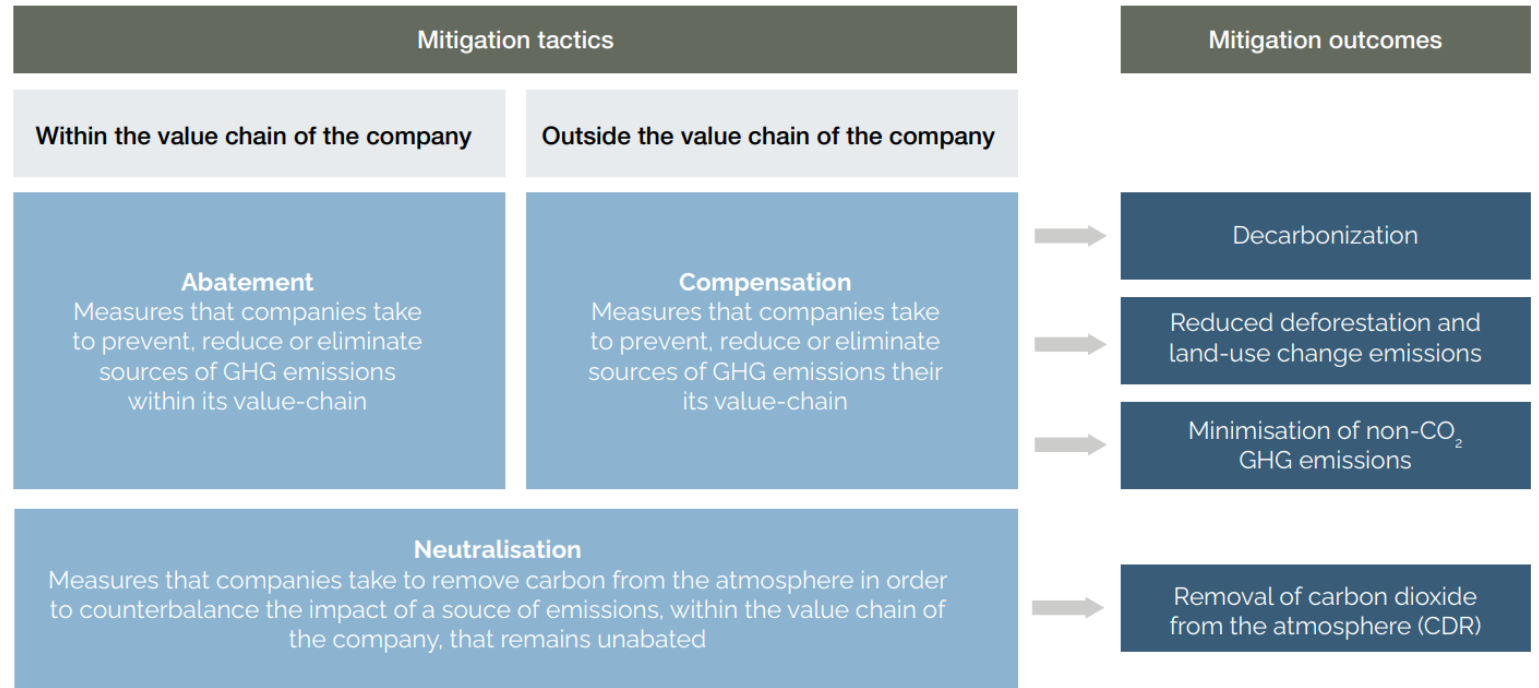 Mitigation tactics
Mitigation outcomes
Within the value chain of the company
Outside the value chain of the company
Abatement
Measures that companies take
to prevent, reduce or eliminate
sources of GHG emissions
within its value-chain
Compensation
Measures that companies take
to prevent, reduce or eliminate
sources of GHG emissions their
its value-chain
Decarbonization
Reduced deforestation and
land-use change emissions
Minimisation of non-CO₂
GHG emissions
Neutralisation
Measures that companies take to remove carbon from the atmosphere in order
to counterbalance the impact of a souce of emissions, within the value chain of
the company, that remains unabated
Removal of carbon dioxide
from the atmosphere (CDR)